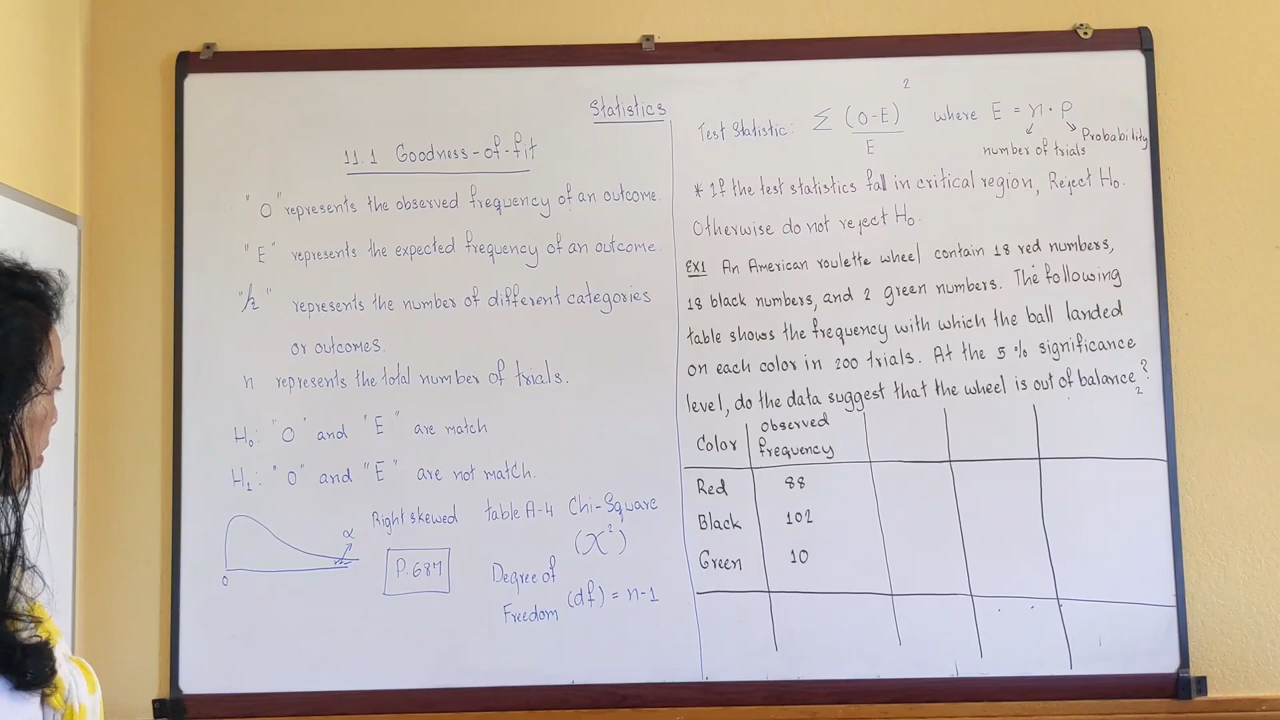 Statistics
11.1 Goodness-of-fit
"O" represents the observed frequency of an outcome.
"E" represents the expected frequency of an outcome.
"k" represents the number of different categories
or outcomes.
n represents the total number of trials.
H₀: "O" and "E" are match
H₁: "O" and "E" are not match.
Right skewed table A-4 Chi-Square
(χ²)
α
0
P.687
Degree of
Freedom (df) = n-1
Test Statistic: Σ (O-E)²/E where E = n · p
number of trials
Probability
* If the test statistics fall in critical region, Reject H₀.
Otherwise do not reject H₀.
EX1 An American roulette wheel contain 18 red numbers,
18 black numbers, and 2 green numbers. The following
table shows the frequency with which the ball landed
on each color in 200 trials. At the 5 % significance
level, do the data suggest that the wheel is out of balance?
2
Color observed
frequency
Red 88
Black 102
Green 10